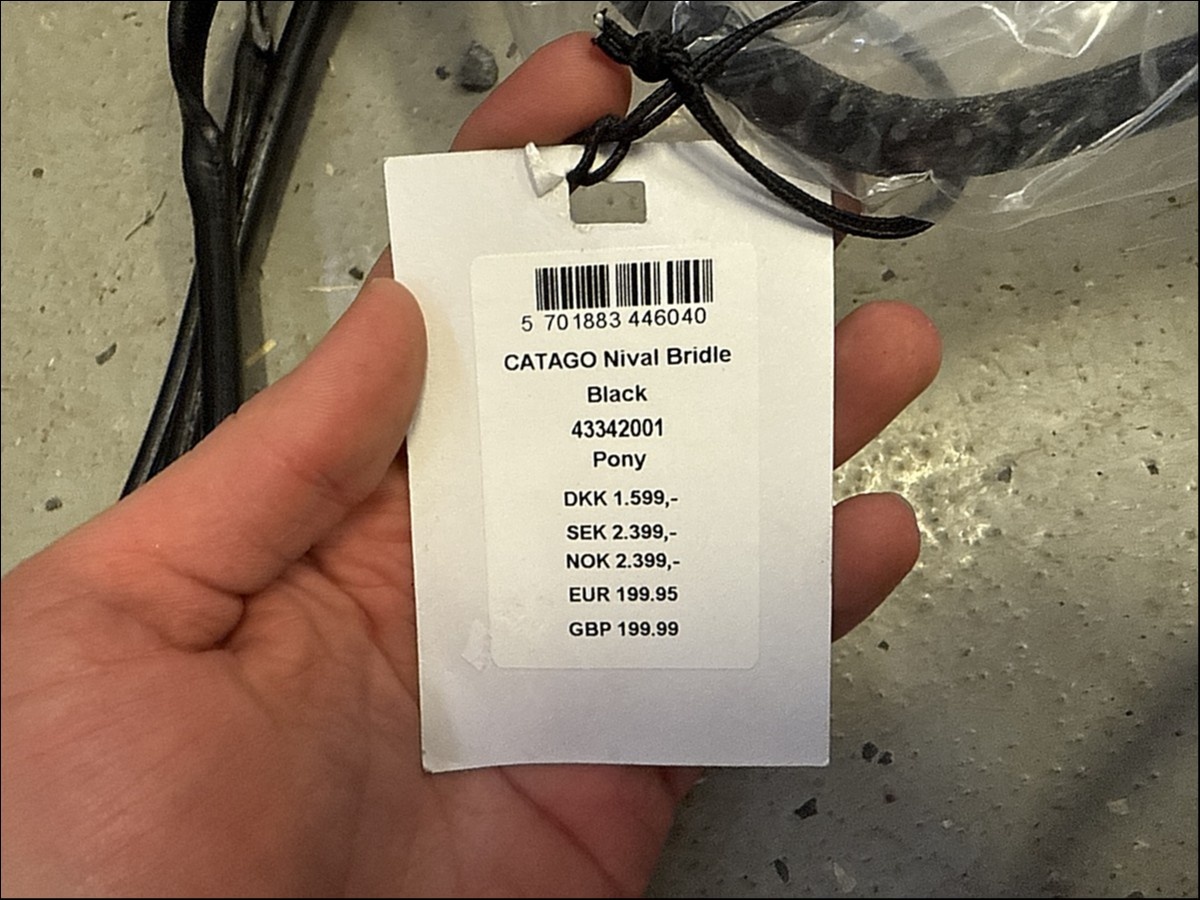 5 701883 446040
CATAGO Nival Bridle
Black
43342001
Pony
DKK 1.599,-
SEK 2.399,-
NOK 2.399,-
EUR 199.95
GBP 199.99